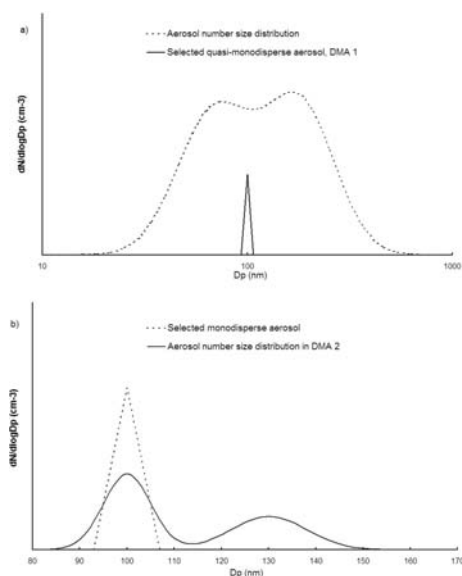 a)
Aerosol number size distribution
Selected quasi-monodisperse aerosol, DMA 1
dN/dlogDp (cm-3)
10
100
1000
Dp (nm)
b)
Selected monodisperse aerosol
Aerosol number size distribution in DMA 2
dN/dlogDp (cm-3)
80
90
100
110
120
130
140
150
160
170
Dp (nm)